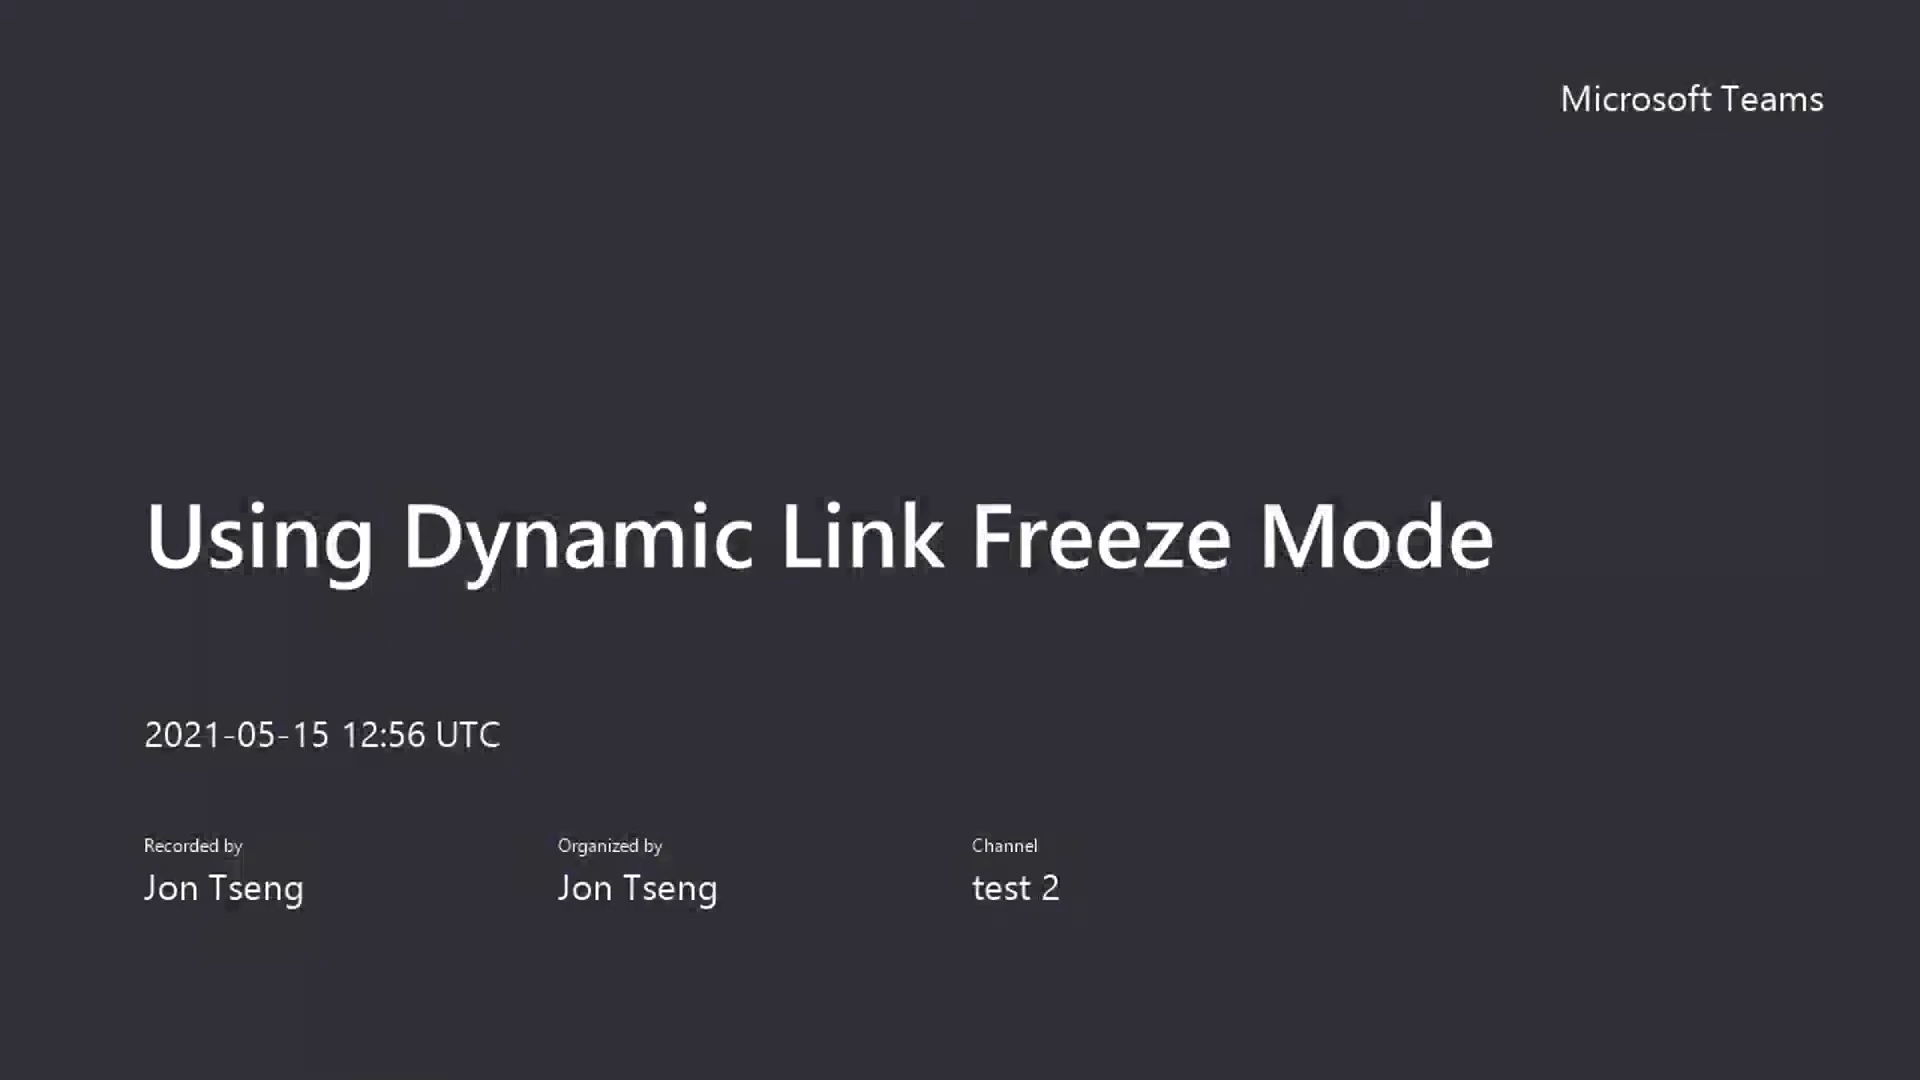 Microsoft Teams
Using Dynamic Link Freeze Mode
2021-05-15 12:56 UTC
Recorded by
Jon Tseng
Organized by
Jon Tseng
Channel
test 2